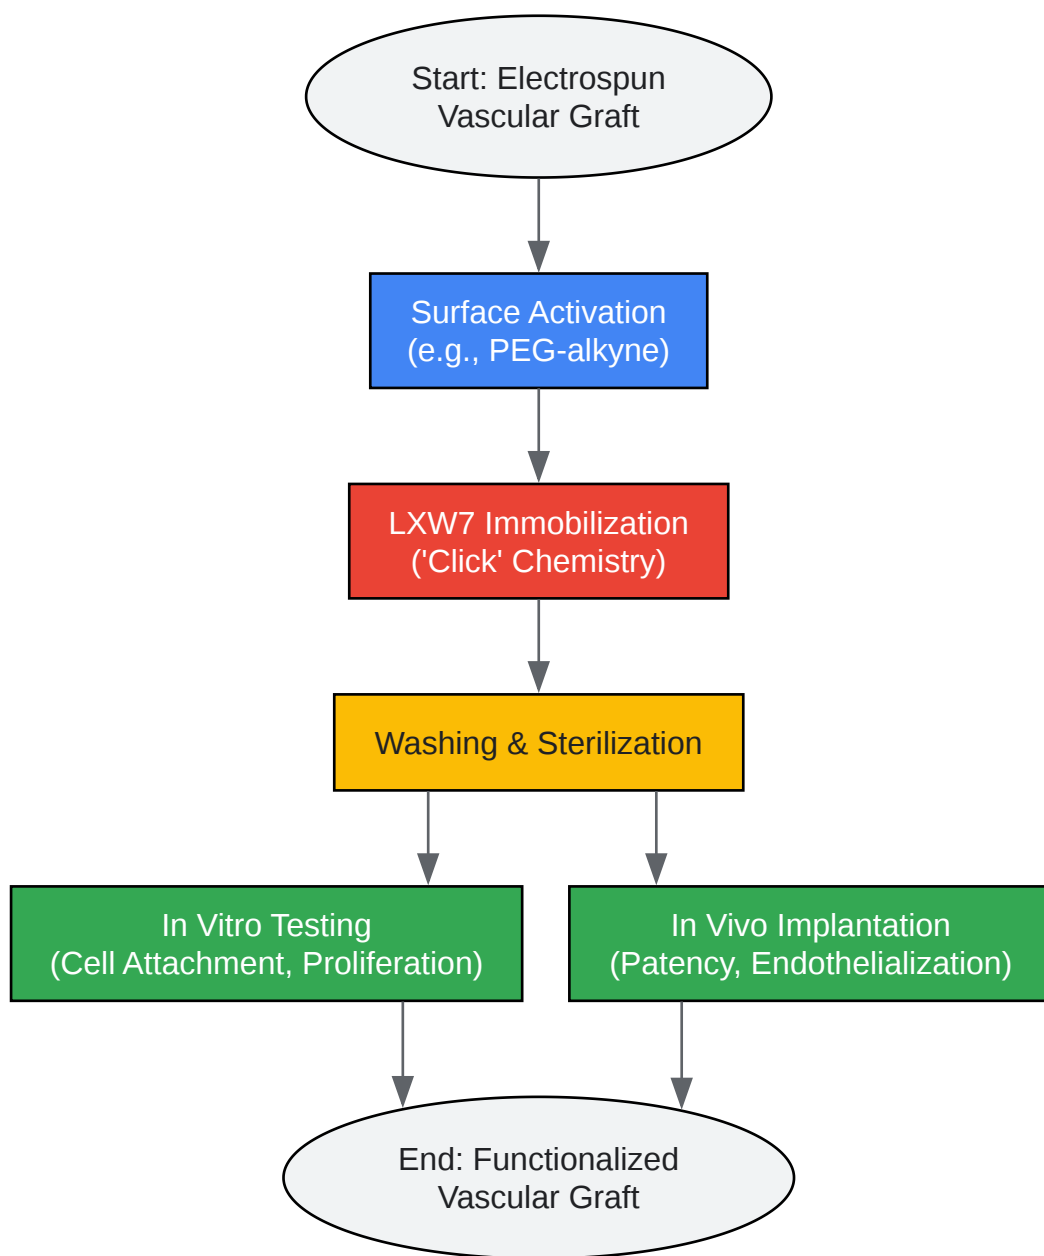 Start: Electrospun
Vascular Graft
Surface Activation
(e.g., PEG-alkyne)
LXW7 Immobilization
('Click' Chemistry)
Washing & Sterilization
In Vitro Testing
(Cell Attachment, Proliferation)
In Vivo Implantation
(Patency, Endothelialization)
End: Functionalized
Vascular Graft